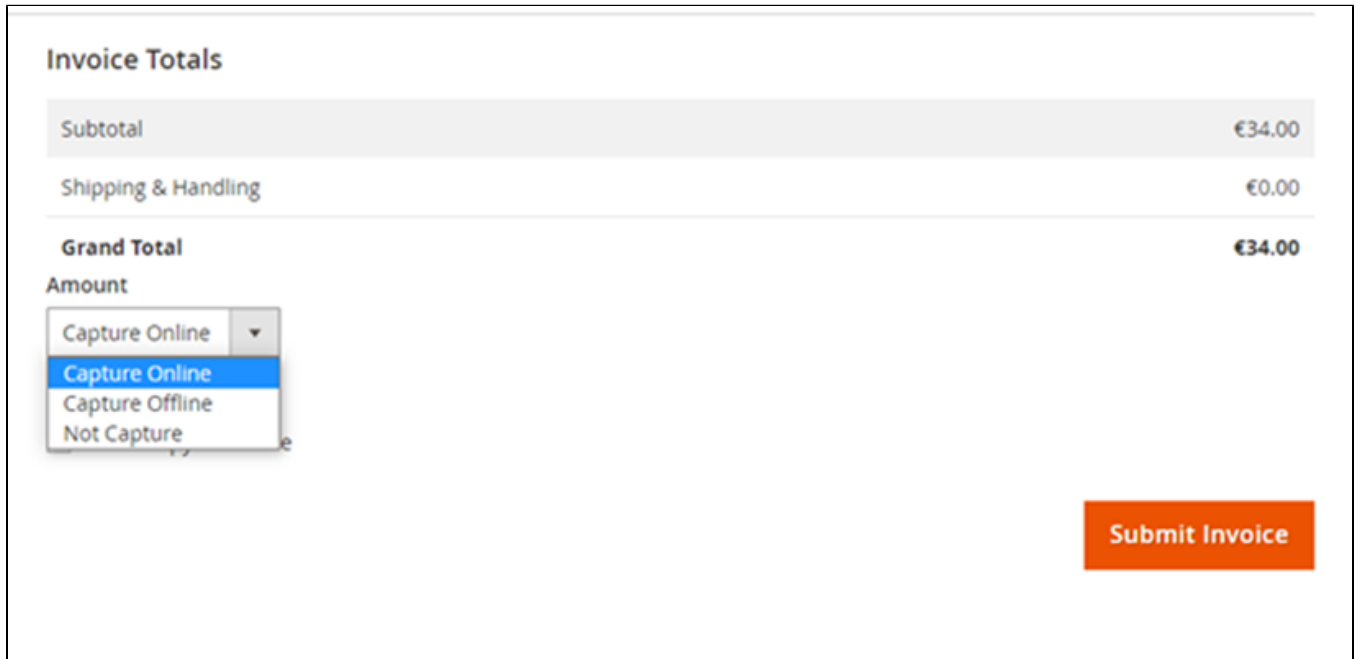 Invoice Totals
Subtotal €34.00
Shipping & Handling €0.00
Grand Total €34.00
Amount
Capture Online
Capture Online
Capture Offline
Not Capture
Submit Invoice